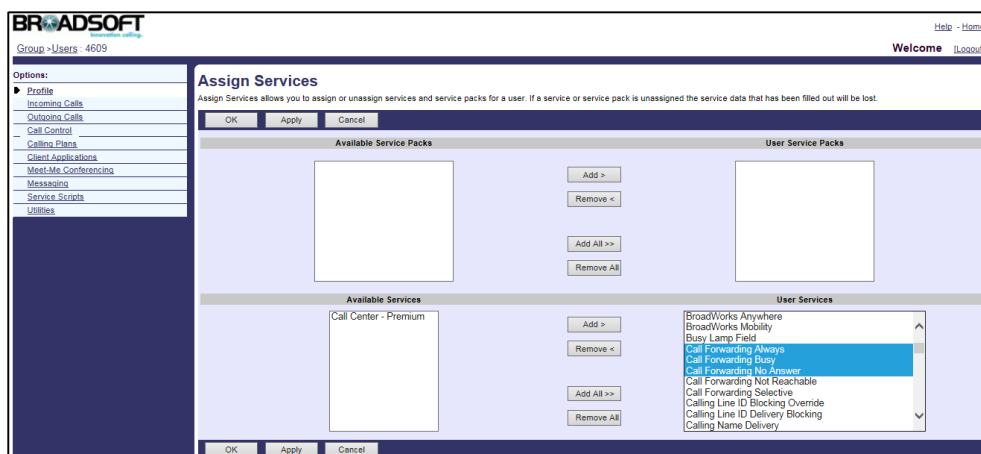 BROADSOFT
Innovation calling.
Help - Home
Group >Users : 4609
Welcome [Logout
Options:
Profile
Incoming Calls
Outgoing Calls
Call Control
Calling Plans
Client Applications
Meet-Me Conferencing
Messaging
Service Scripts
Utilities
Assign Services
Assign Services allows you to assign or unassign services and service packs for a user. If a service or service pack is unassigned the service data that has been filled out will be lost.
OK Apply Cancel
Available Service Packs User Service Packs
Add >
Remove <
Add All >>
Remove All
Available Services User Services
Call Center - Premium
Add >
Remove <
Add All >>
Remove All
BroadWorks Anywhere
BroadWorks Mobility
Busy Lamp Field
Call Forwarding Always
Call Forwarding Busy
Call Forwarding No Answer
Call Forwarding Not Reachable
Call Forwarding Selective
Calling Line ID Blocking Override
Calling Line ID Delivery Blocking
Calling Name Delivery
OK Apply Cancel